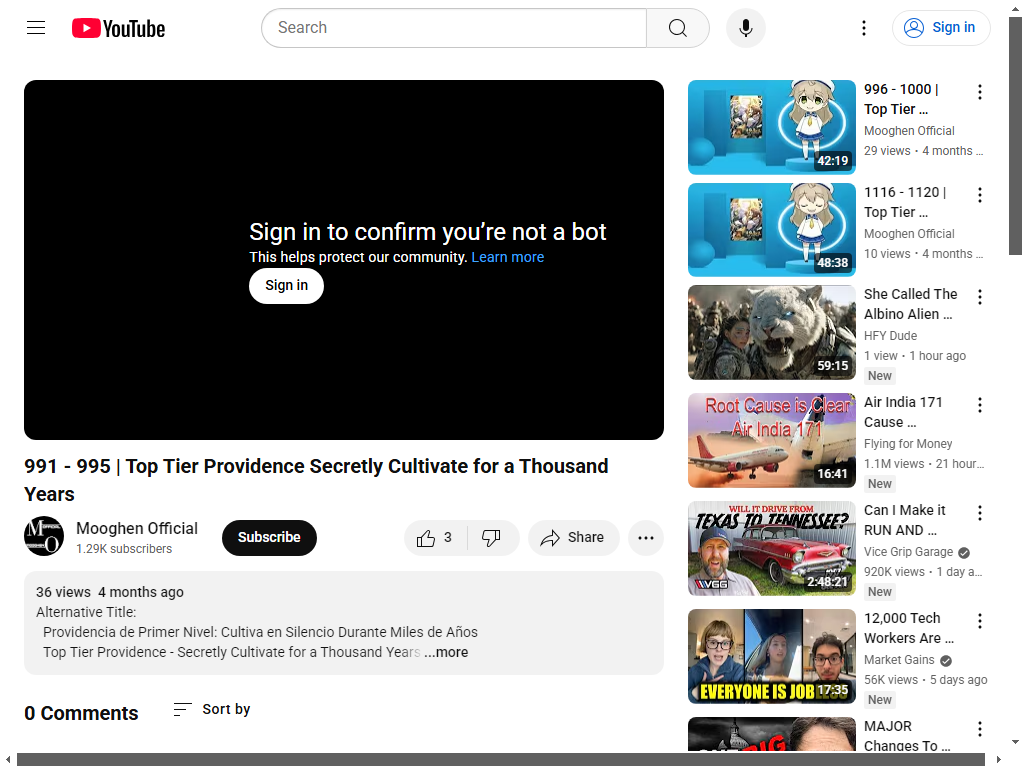 YouTube
Search
Sign in
Sign in to confirm you’re not a bot
This helps protect our community. Learn more
Sign in
991 - 995 | Top Tier Providence Secretly Cultivate for a Thousand
Years
Mooghen Official
1.29K subscribers
Subscribe
3
Share
36 views 4 months ago
Alternative Title:
Providencia de Primer Nivel: Cultiva en Silencio Durante Miles de Años
Top Tier Providence - Secretly Cultivate for a Thousand Years ...more
0 Comments
Sort by
42:19
996 - 1000 |
Top Tier ...
Mooghen Official
29 views • 4 months ...
48:38
1116 - 1120 |
Top Tier ...
Mooghen Official
10 views • 4 months ...
59:15
She Called The
Albino Alien ...
HFY Dude
1 view • 1 hour ago
New
Root Cause is Clear
Air India 171
16:41
Air India 171
Cause ...
Flying for Money
1.1M views • 21 hour...
New
WILL IT DRIVE FROM
TEXAS TO TENNESSEE?
VGG
2:48:21
Can I Make it
RUN AND ...
Vice Grip Garage
920K views • 1 day a...
New
EVERYONE IS JOBLESS
17:35
12,000 Tech
Workers Are ...
Market Gains
56K views • 5 days ago
New
MAJOR
Changes To ...